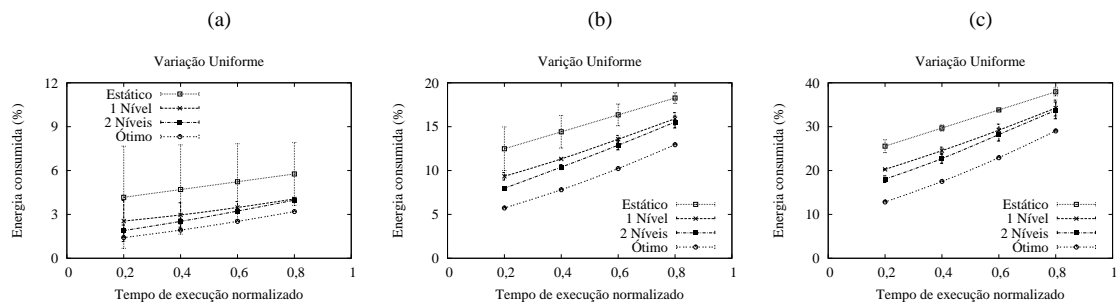 (a)
Variação Uniforme
Energia consumida (%)
12
9
6
3
0
Estático
1 Nível
2 Níveis
Ótimo
0
0,2
0,4
0,6
0,8
1
Tempo de execução normalizado
(b)
Varição Uniforme
Energia consumida (%)
20
15
10
5
0
Estático
1 Nível
2 Níveis
Ótimo
0
0,2
0,4
0,6
0,8
1
Tempo de execução normalizado
(c)
Variação Uniforme
Energia consumida (%)
40
30
20
10
0
Estático
1 Nível
2 Níveis
Ótimo
0
0,2
0,4
0,6
0,8
1
Tempo de execução normalizado